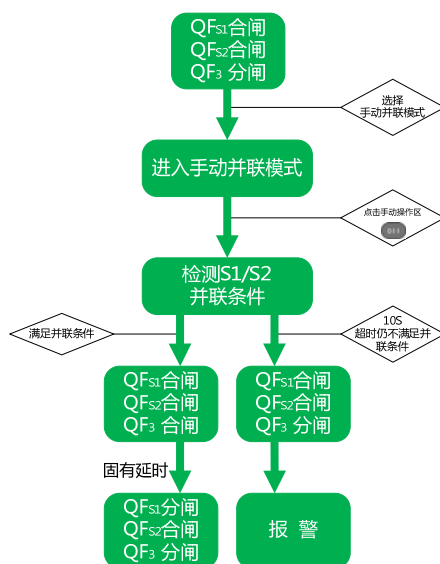 QFS1合闸
QFS2合闸
QF3 分闸
选择
手动并联模式
进入手动并联模式
点击手动操作区
检测S1/S2
并联条件
满足并联条件
10S
超时仍不满足并
联条件
QFS1合闸
QFS2合闸
QF3 合闸
QFS1合闸
QFS2合闸
QF3 分闸
固有延时
QFS1分闸
QFS2合闸
QF3 分闸
报 警